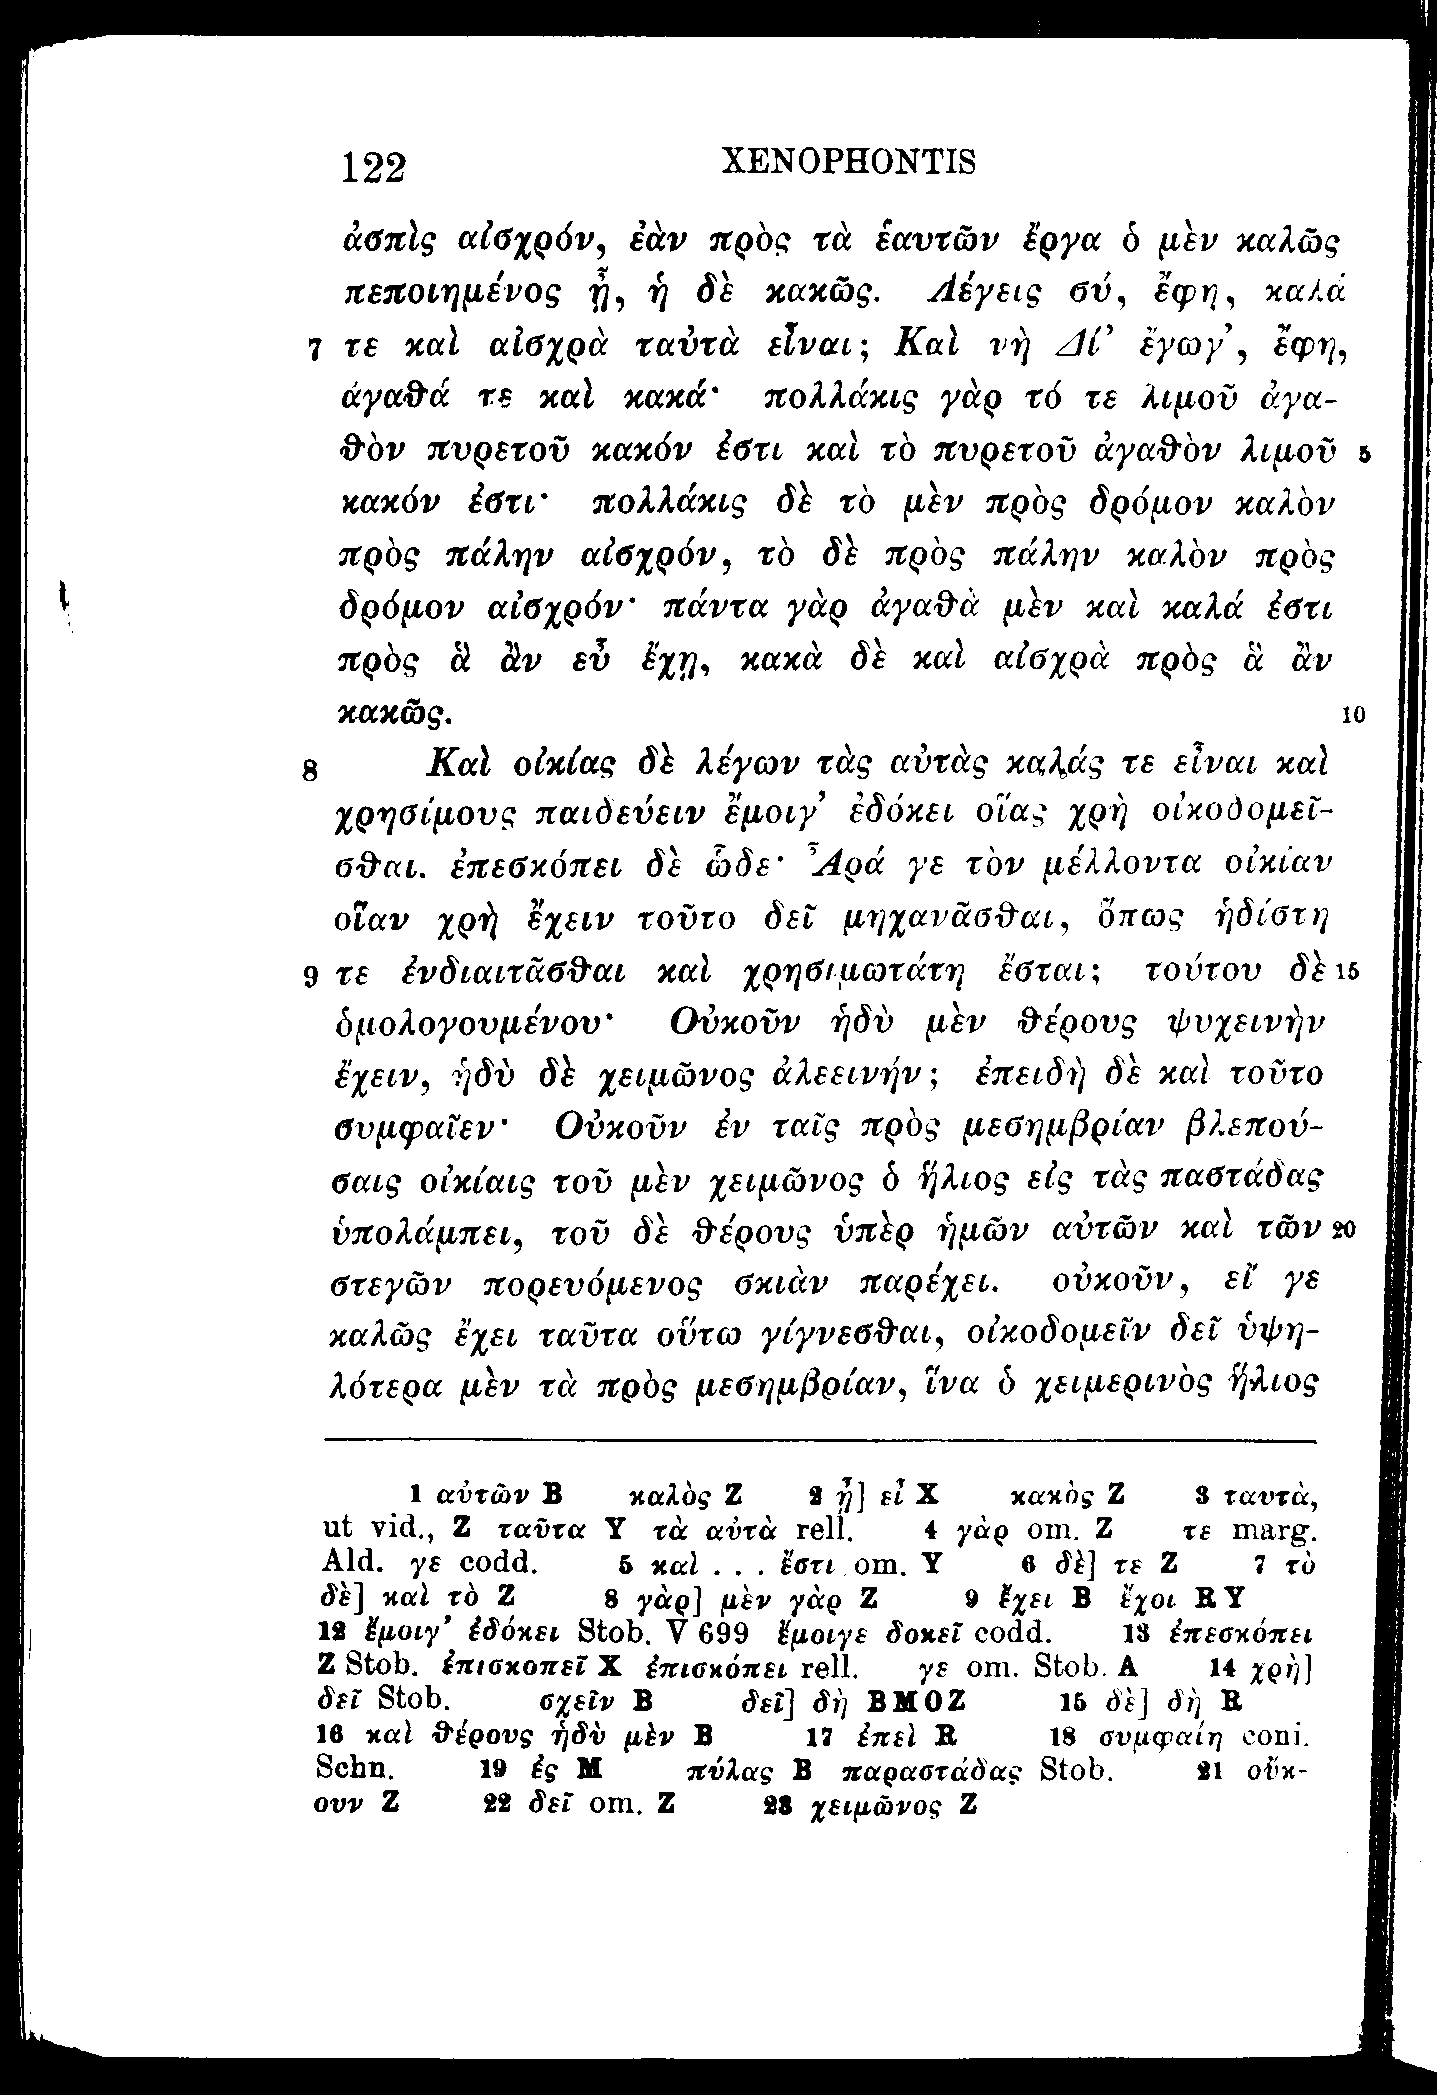 122 XENOPHONTIS
ἀσπὶς αἰσχρόν, ἐὰν πρὸς τὰ ἑαυτῶν ἔργα ὁ μὲν καλῶς
πεποιημένος ᾖ, ἡ δὲ κακῶς. Λέγεις σύ, ἔφη, καλά
7 τε καὶ αἰσχρὰ ταὐτὰ εἶναι; Καὶ νὴ Δί’ ἔγωγ’, ἔφη,
ἀγαθά τε καὶ κακά· πολλάκις γὰρ τό τε λιμοῦ ἀγα-
θὸν πυρετοῦ κακόν ἐστι καὶ τὸ πυρετοῦ ἀγαθὸν λιμοῦ 5
κακόν ἐστι· πολλάκις δὲ τὸ μὲν πρὸς δρόμον καλὸν
πρὸς πάλην αἰσχρόν, τὸ δὲ πρὸς πάλην καλὸν πρὸς
δρόμον αἰσχρόν· πάντα γὰρ ἀγαθὰ μὲν καὶ καλά ἐστι
πρὸς ἃ ἂν εὖ ἔχῃ, κακὰ δὲ καὶ αἰσχρὰ πρὸς ἃ ἂν
κακῶς. 10
8 Καὶ οἰκίας δὲ λέγων τὰς αὐτὰς καλάς τε εἶναι καὶ
χρησίμους παιδεύειν ἔμοιγ’ ἐδόκει οἵας χρὴ οἰκοδομεῖ-
σθαι. ἐπεσκόπει δὲ ὧδε· Ἆρά γε τὸν μέλλοντα οἰκίαν
οἵαν χρὴ ἔχειν τοῦτο δεῖ μηχανᾶσθαι, ὅπως ἡδίστη
9 τε ἐνδιαιτᾶσθαι καὶ χρησιμωτάτη ἔσται; τούτου δὲ 15
ὁμολογουμένου· Οὐκοῦν ἡδὺ μὲν θέρους ψυχεινὴν
ἔχειν, ἡδὺ δὲ χειμῶνος ἀλεεινήν; ἐπειδὴ δὲ καὶ τοῦτο
συμφαῖεν· Οὐκοῦν ἐν ταῖς πρὸς μεσημβρίαν βλεπού-
σαις οἰκίαις τοῦ μὲν χειμῶνος ὁ ἥλιος εἰς τὰς παστάδας
ὑπολάμπει, τοῦ δὲ θέρους ὑπὲρ ἡμῶν αὐτῶν καὶ τῶν 20
στεγῶν πορευόμενος σκιὰν παρέχει. οὐκοῦν, εἴ γε
καλῶς ἔχει ταῦτα οὕτω γίγνεσθαι, οἰκοδομεῖν δεῖ ὑψη-
λότερα μὲν τὰ πρὸς μεσημβρίαν, ἵνα ὁ χειμερινὸς ἥλιος
1 αὐτῶν B καλὸς Z 2 ᾖ] εἶ X κακὸς Z 3 ταυτὰ,
ut vid., Z ταῦτα Y τὰ αὐτὰ rell. 4 γὰρ om. Z τε marg.
Ald. γε codd. 5 καὶ . . . ἔστι om. Y 6 δὲ] τε Z 7 τὸ
δὲ] καὶ τὸ Z 8 γὰρ] μὲν γὰρ Z 9 ἔχει B ἔχοι R Y
12 ἔμοιγ’ ἐδόκει Stob. V 699 ἔμοιγε δοκεῖ codd. 13 ἐπεσκόπει
Z Stob. ἐπισκοπεῖ X ἐπισκόπει rell. γε om. Stob. A 14 χρὴ]
δεῖ Stob. σχεῖν B δεῖ] δὴ BMOZ 15 δὲ] δὴ R
16 καὶ θέρους ἡδὺ μὲν B 17 ἐπεὶ R 18 συμφαίη coni.
Schn. 19 ἐς M πύλας B παραστάδας Stob. 21 οὔκ-
ουν Z 22 δεῖ om. Z 23 χειμῶνος Z